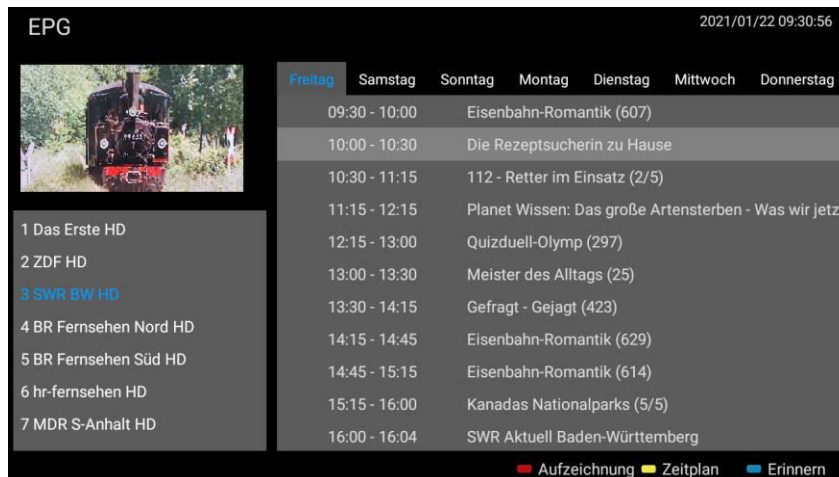 EPG
2021/01/22 09:30:56
Freitag Samstag Sonntag Montag Dienstag Mittwoch Donnerstag
09:30 - 10:00 Eisenbahn-Romantik (607)
10:00 - 10:30 Die Rezeptsucherin zu Hause
10:30 - 11:15 112 - Retter im Einsatz (2/5)
11:15 - 12:15 Planet Wissen: Das große Artensterben - Was wir jetz
12:15 - 13:00 Quizduell-Olymp (297)
13:00 - 13:30 Meister des Alltags (25)
13:30 - 14:15 Gefragt - Gejagt (423)
14:15 - 14:45 Eisenbahn-Romantik (629)
14:45 - 15:15 Eisenbahn-Romantik (614)
15:15 - 16:00 Kanadas Nationalparks (5/5)
16:00 - 16:04 SWR Aktuell Baden-Württemberg
1 Das Erste HD
2 ZDF HD
3 SWR BW HD
4 BR Fernsehen Nord HD
5 BR Fernsehen Süd HD
6 hr-fernsehen HD
7 MDR S-Anhalt HD
Aufzeichnung Zeitplan Erinnern